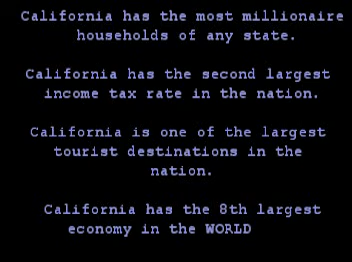 California has the most millionaire
households of any state.
California has the second largest
income tax rate in the nation.
California is one of the largest
tourist destinations in the
nation.
California has the 8th largest
economy in the WORLD